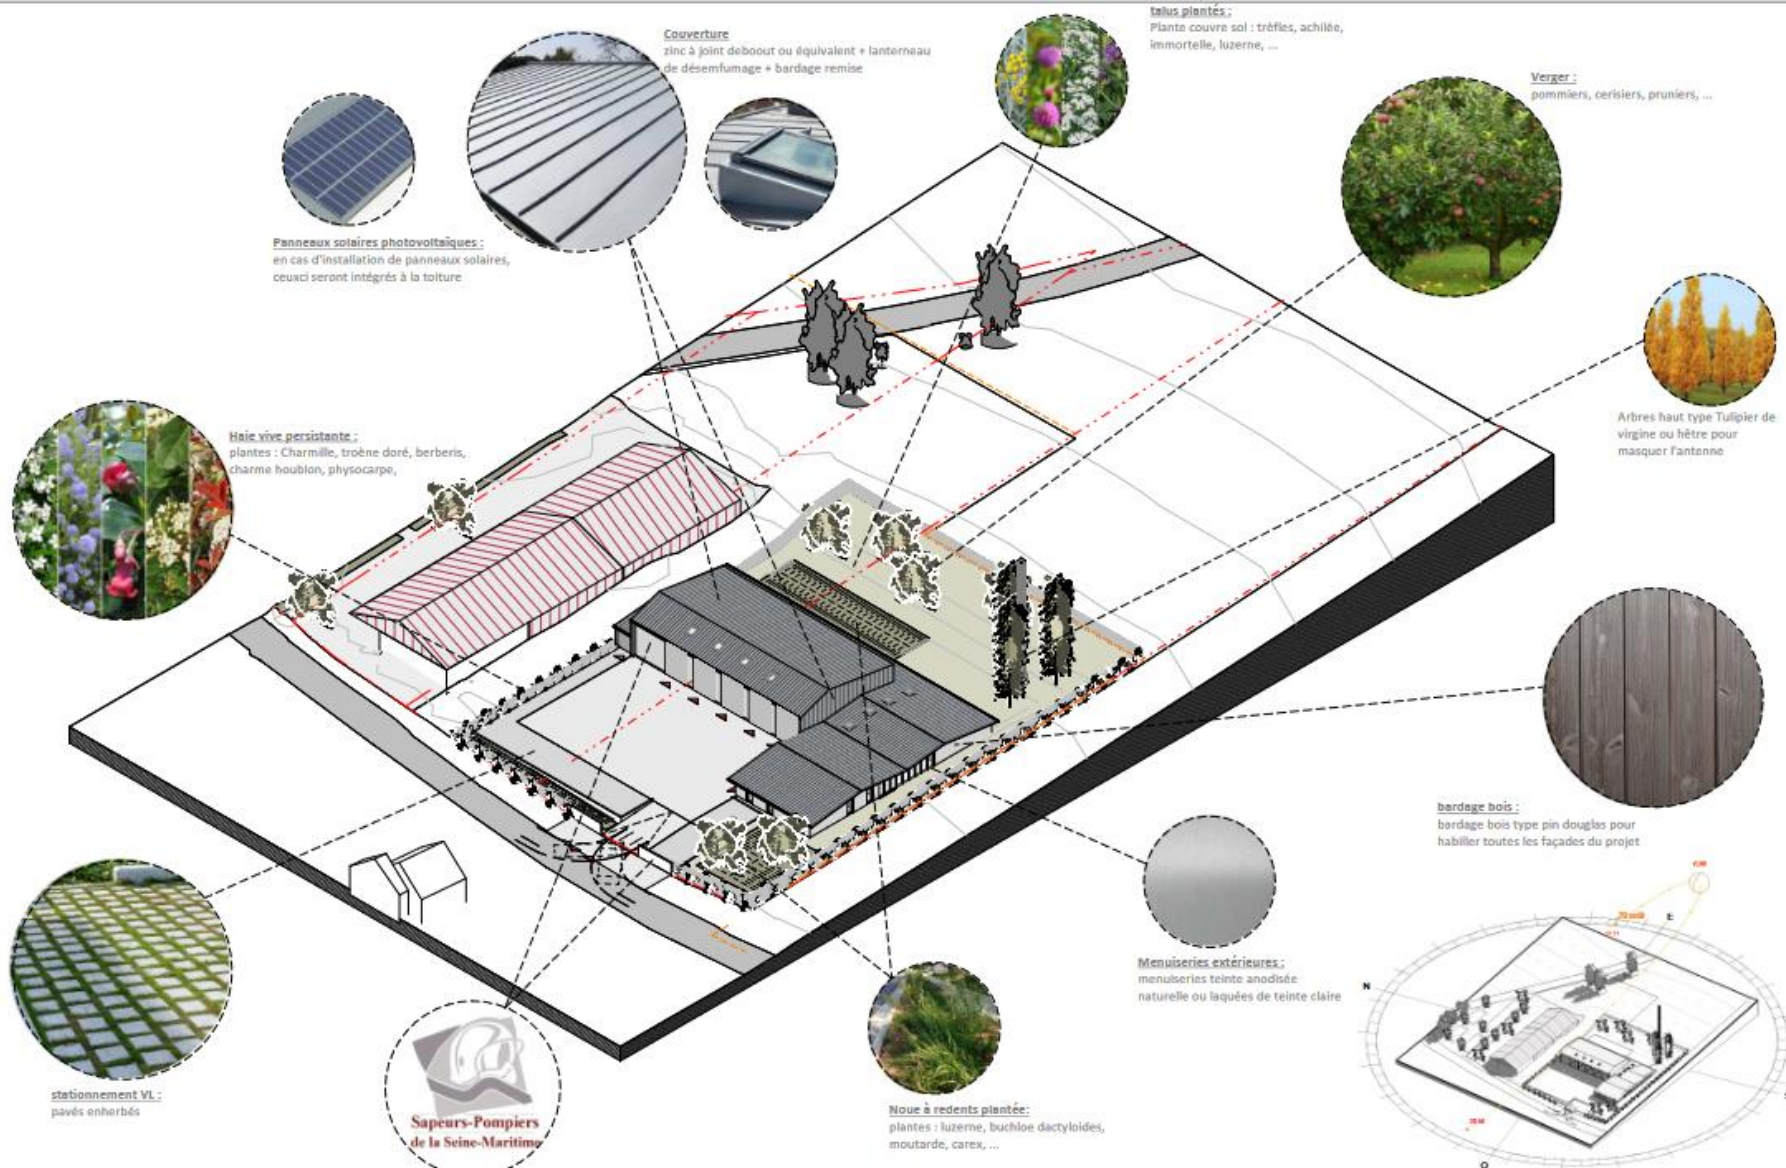 Couverture
zinc à joint deboout ou équivalent + lanterneau
de désemfumage + bardage remise
talus plantés :
Plante couvre sol : trèfles, achilée,
immortelle, luzerne, ...
Verger :
pommiers, cerisiers, pruniers, ...
Panneaux solaires photovoltaïques :
en cas d'installation de panneaux solaires,
ceuxci seront intégrés à la toiture
Arbres haut type Tulipier de
virgine ou hêtre pour
masquer l'antenne
Haie vive persistante :
plantes : Charmille, troène doré, berberis,
charme houblon, physocarpe,
bardage bois :
bardage bois type pin douglas pour
habiller toutes les façades du projet
Menuiseries extérieures :
menuiseries teinte anodisée
naturelle ou laquées de teinte claire
stationnement VL :
pavés enherbés
Sapeurs-Pompiers
de la Seine-Maritime
Noue à redents plantée:
plantes : luzerne, buchloe dactyloides,
moutarde, carex, ...
E
N
O